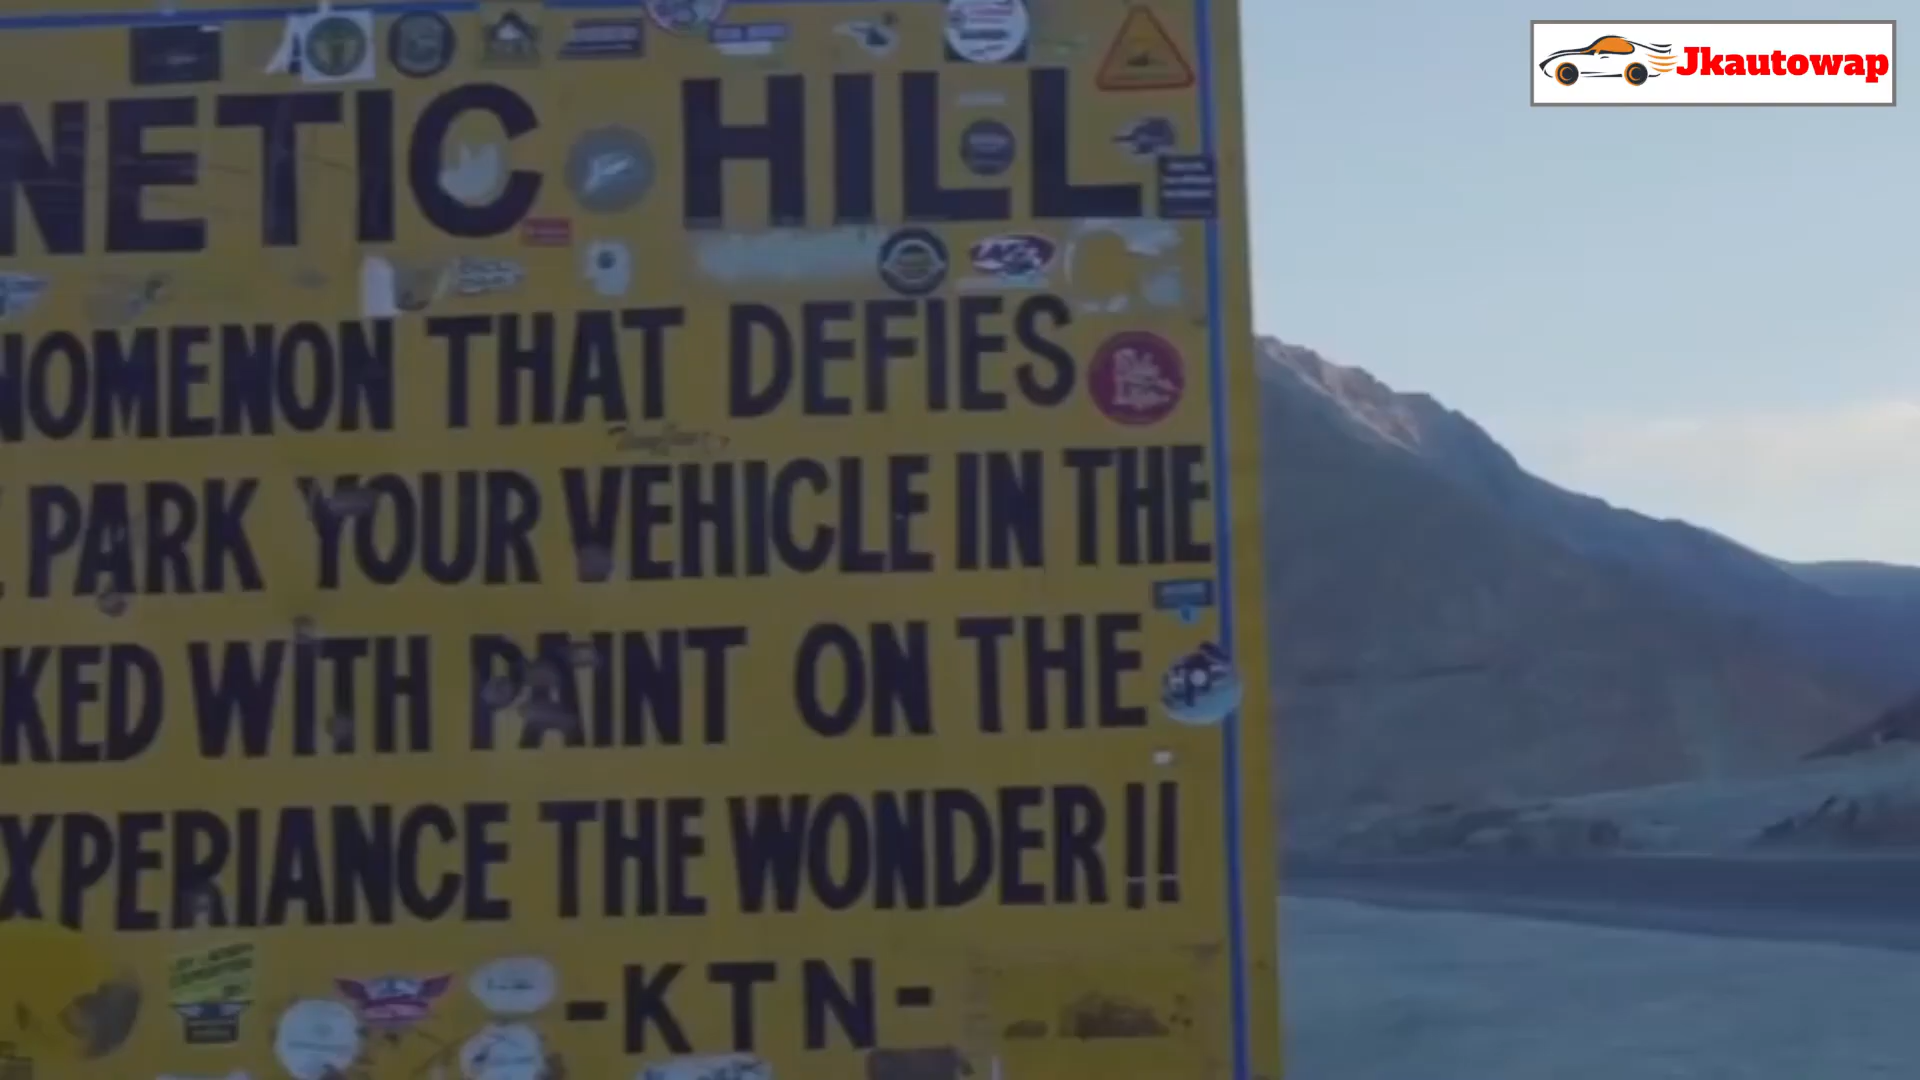 Jkautowap
NETIC HILL
NOMENON THAT DEFIES
PARK YOUR VEHICLE IN THE
KED WITH PAINT ON THE
XPERIANCE THE WONDER!!
-KTN-